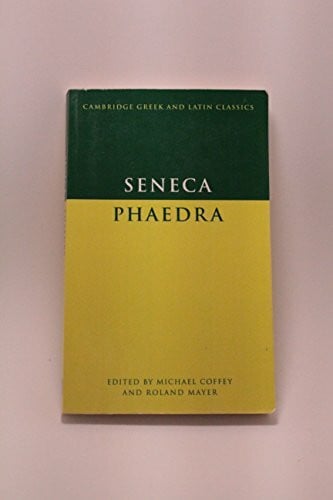 CAMBRIDGE GREEK AND LATIN CLASSICS
SENECA
PHAEDRA
EDITED BY MICHAEL COFFEY
AND ROLAND MAYER